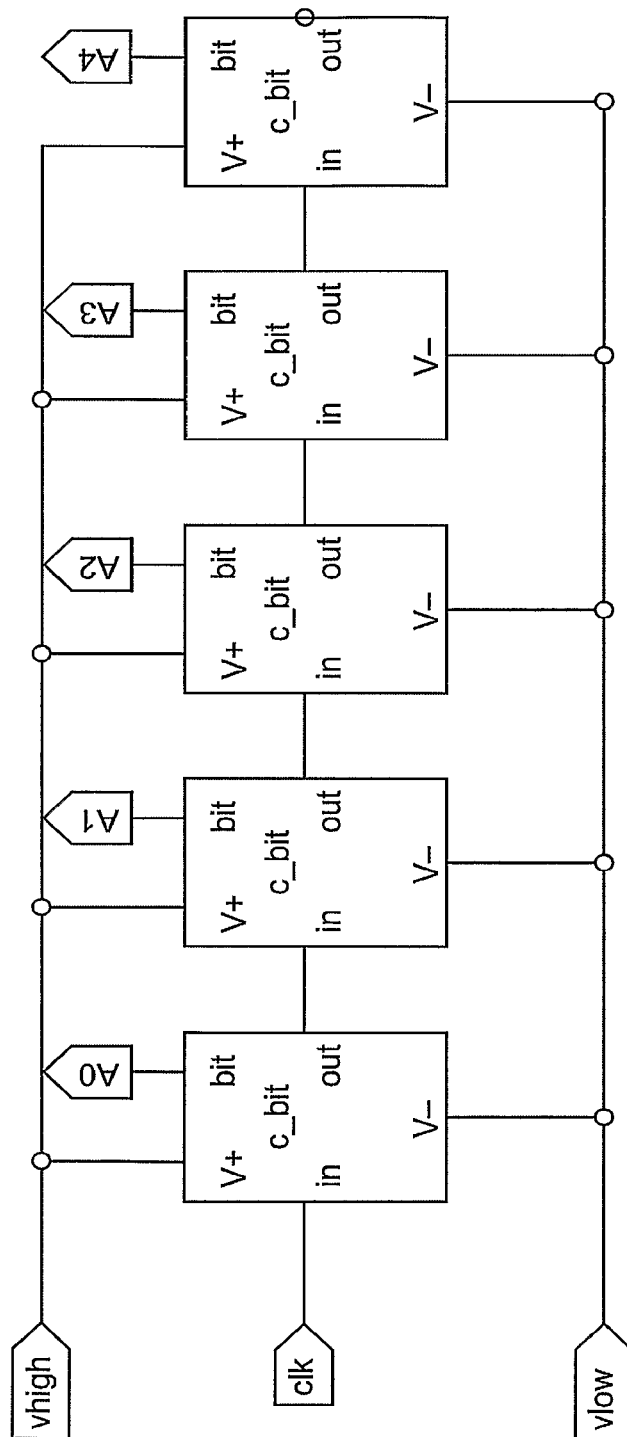 vhigh
clk
vlow
A0
V+ bit
c_bit
in out
V−
A1
V+ bit
c_bit
in out
V−
A2
V+ bit
c_bit
in out
V−
A3
V+ bit
c_bit
in out
V−
A4
V+ bit
c_bit
in out
V−